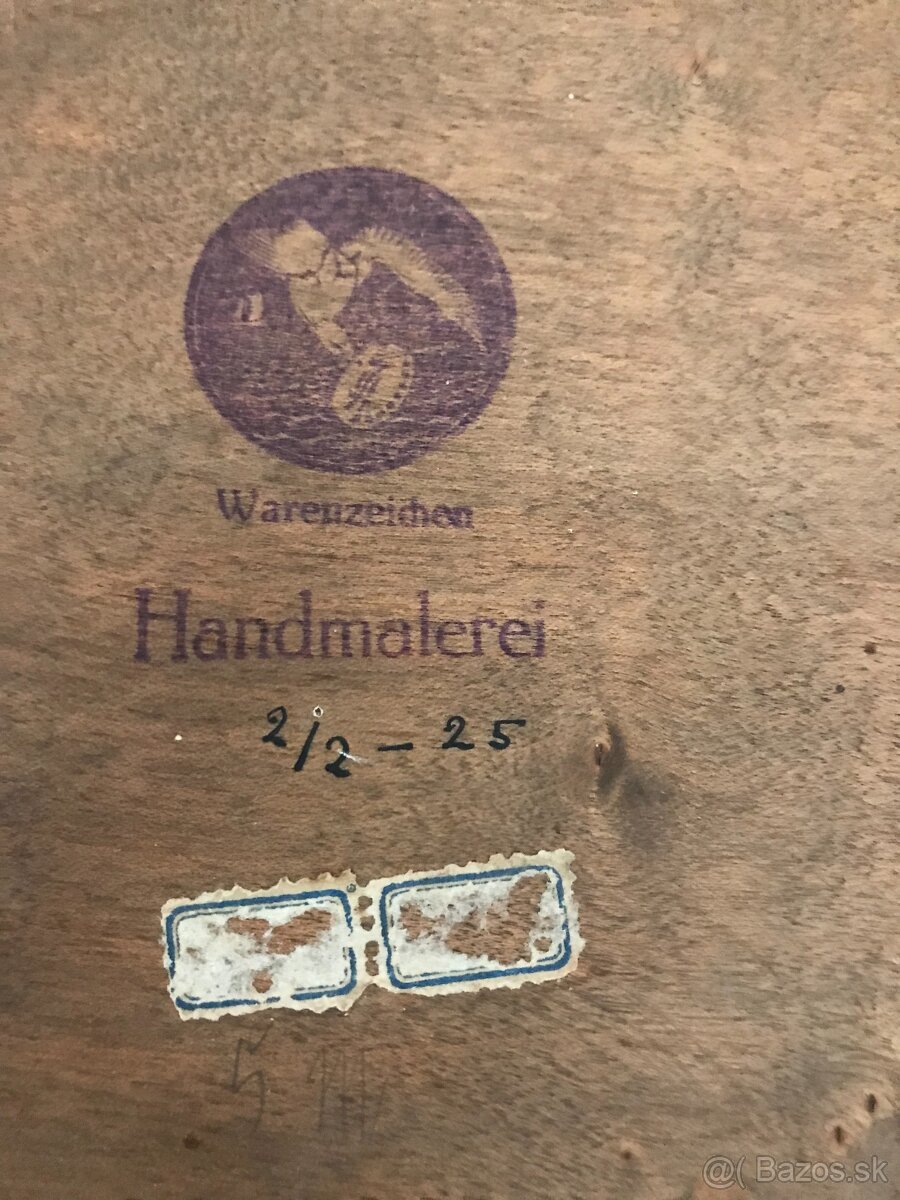 Warenzeichen
Handmalerei
2/2 - 25
@( Bazos.sk